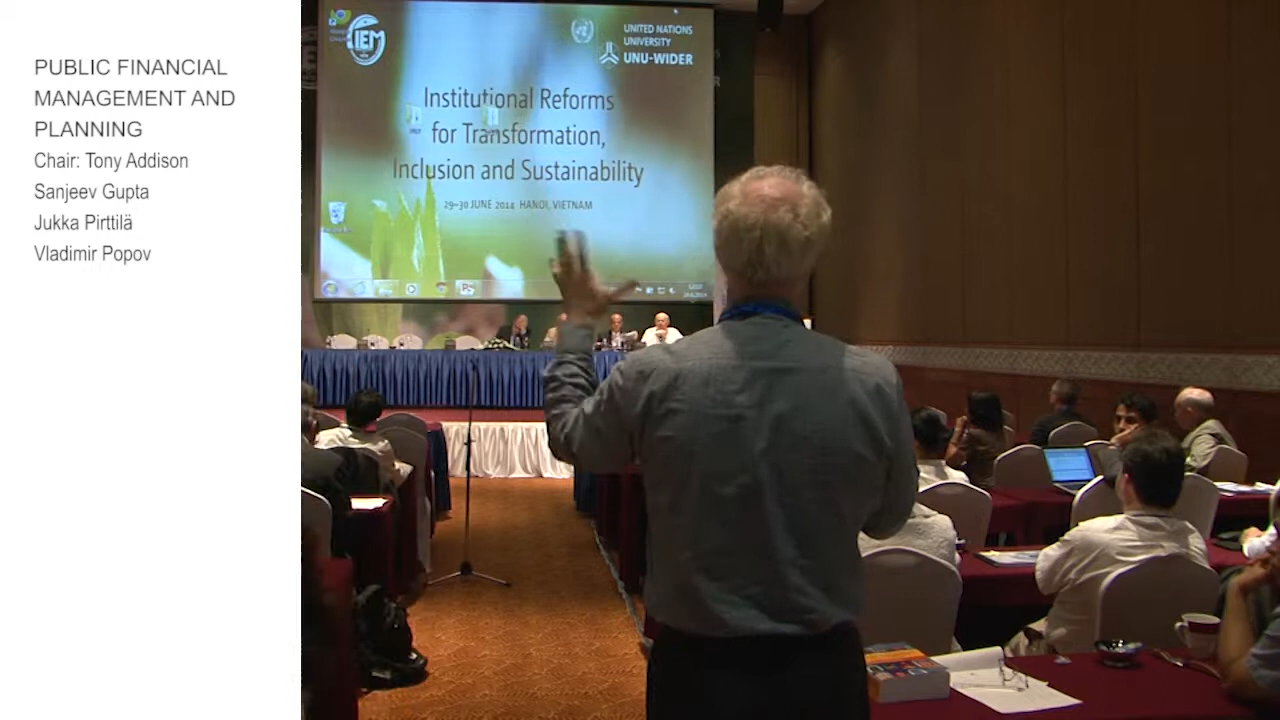 PUBLIC FINANCIAL
MANAGEMENT AND
PLANNING
Chair: Tony Addison
Sanjeev Gupta
Jukka Pirttilä
Vladimir Popov
CIEM
UNITED NATIONS
UNIVERSITY
UNU-WIDER
Institutional Reforms
for Transformation,
Inclusion and Sustainability
29–30 JUNE 2014 HANOI, VIETNAM